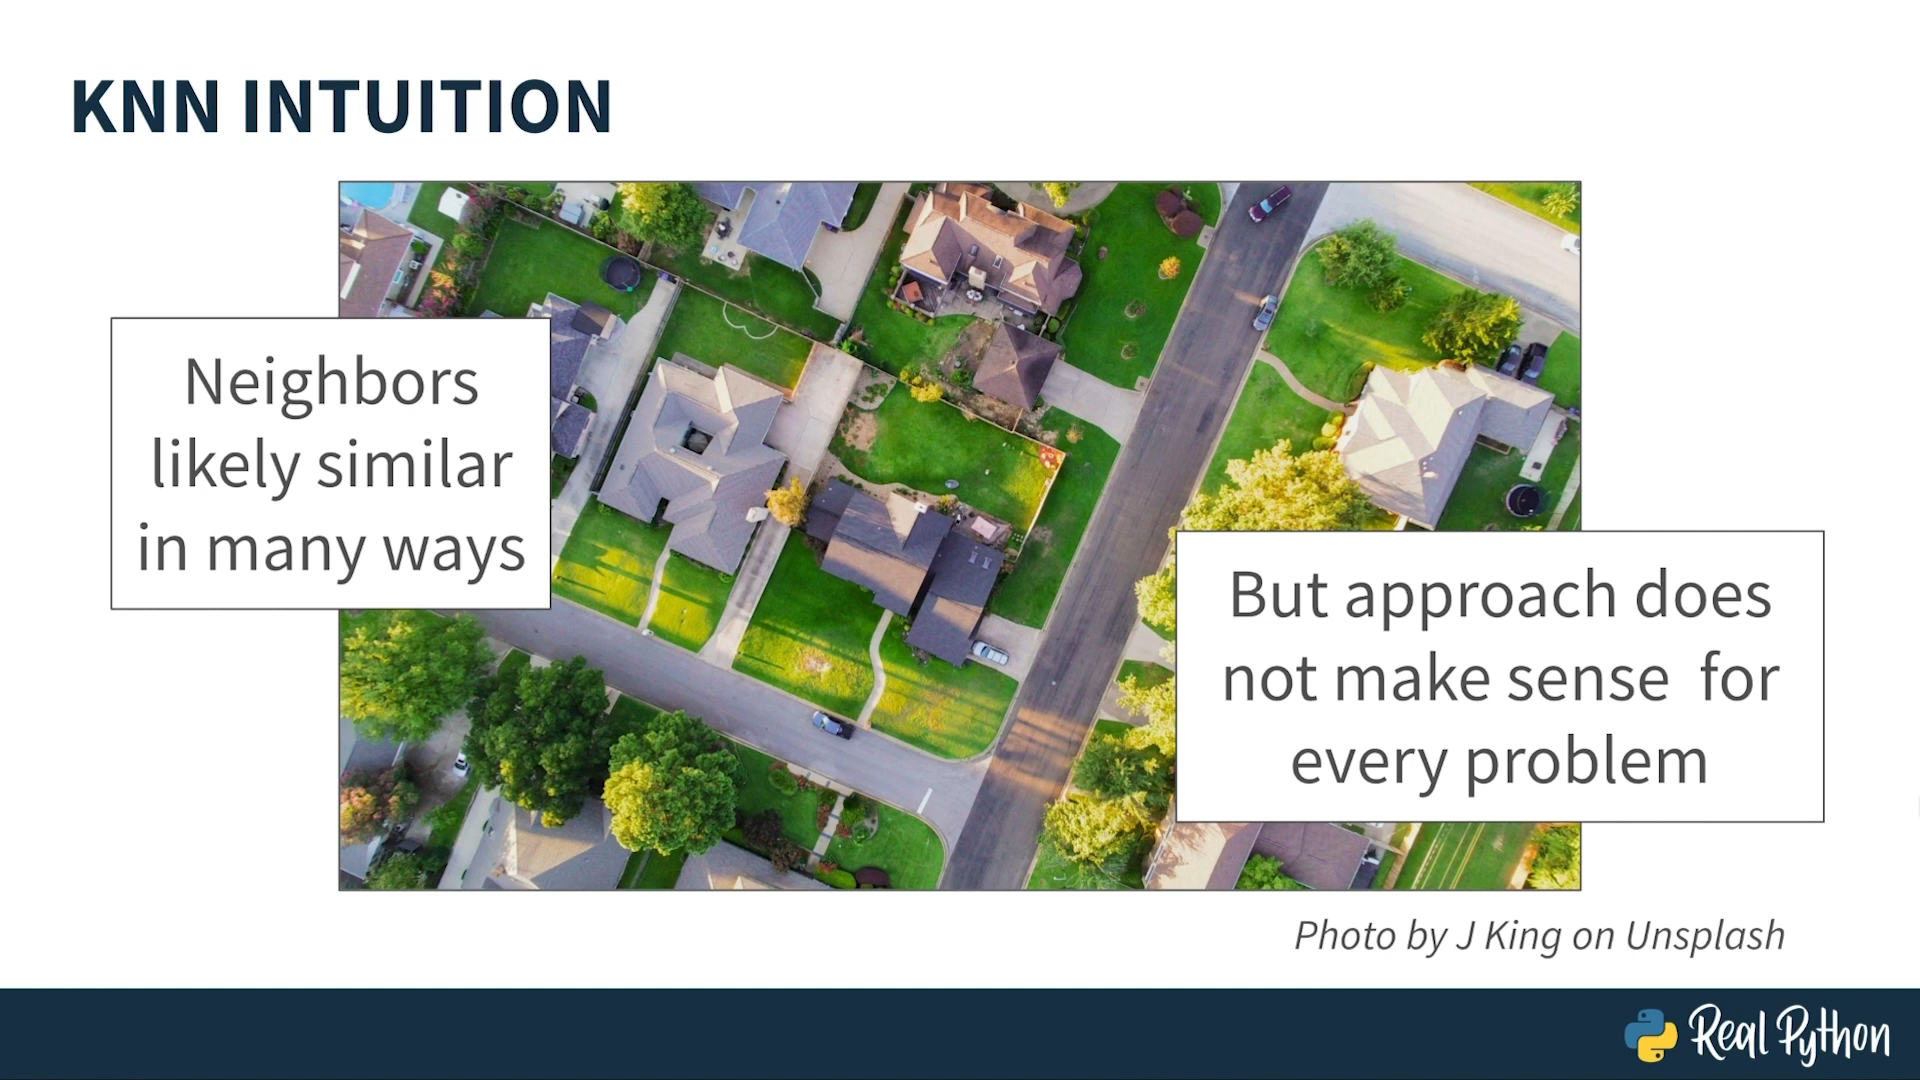 KNN INTUITION
Neighbors
likely similar
in many ways
But approach does
not make sense  for
every problem
Photo by J King on Unsplash
Real Python